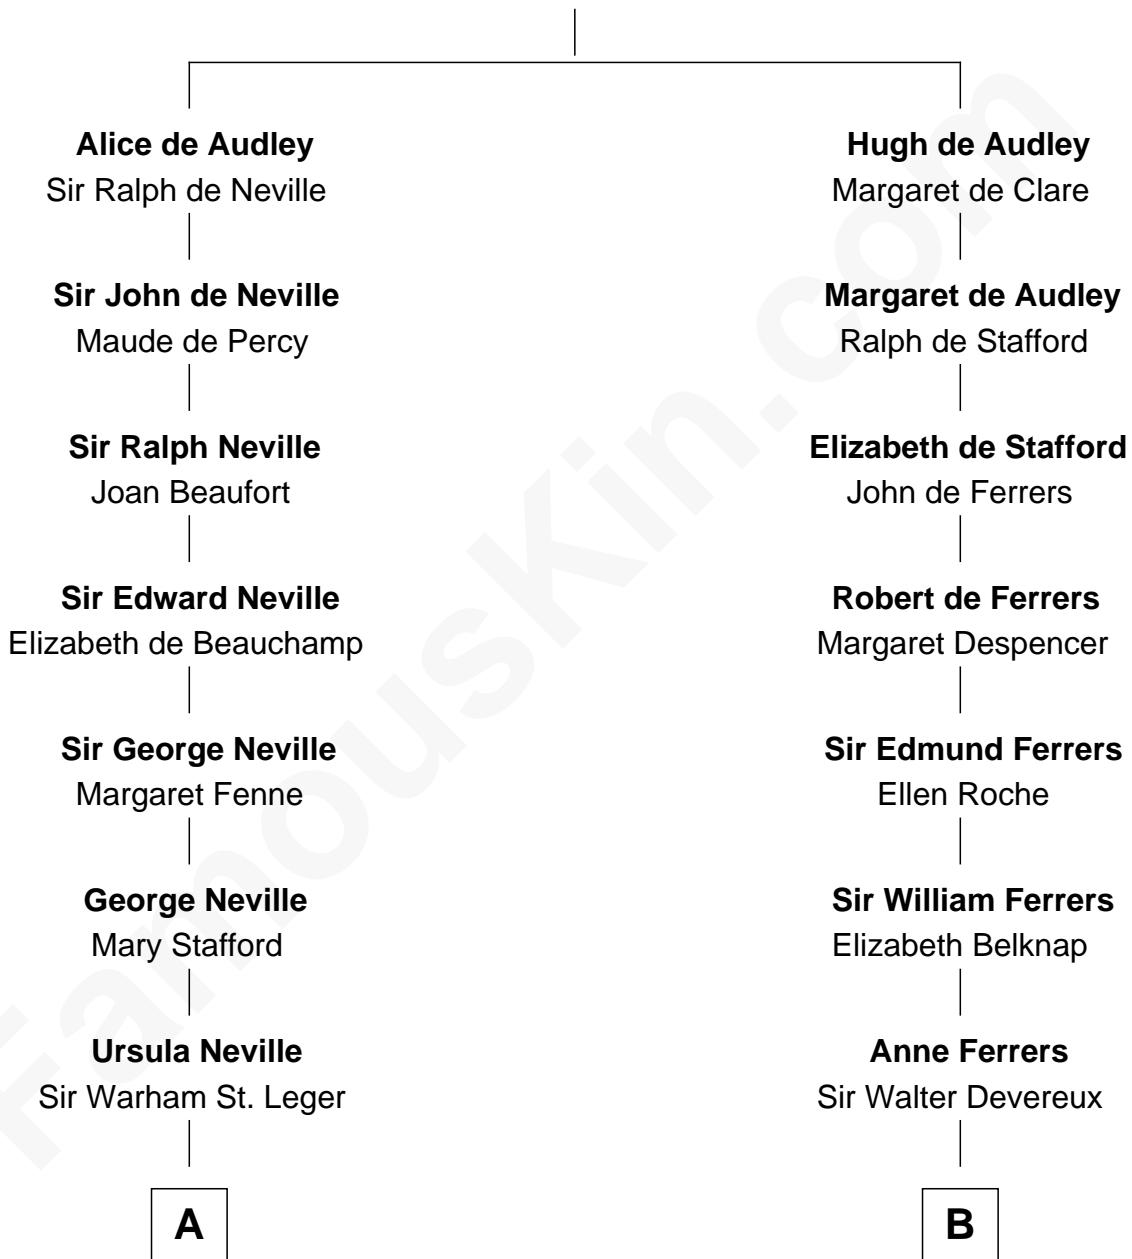 Alice de Audley
Sir Ralph de Neville
Sir John de Neville
Maude de Percy
Sir Ralph Neville
Joan Beaufort
Sir Edward Neville
Elizabeth de Beauchamp
Sir George Neville
Margaret Fenne
George Neville
Mary Stafford
Ursula Neville
Sir Warham St. Leger
A
Hugh de Audley
Margaret de Clare
Margaret de Audley
Ralph de Stafford
Elizabeth de Stafford
John de Ferrers
Robert de Ferrers
Margaret Despencer
Sir Edmund Ferrers
Ellen Roche
Sir William Ferrers
Elizabeth Belknap
Anne Ferrers
Sir Walter Devereux
B
FamousKin.com